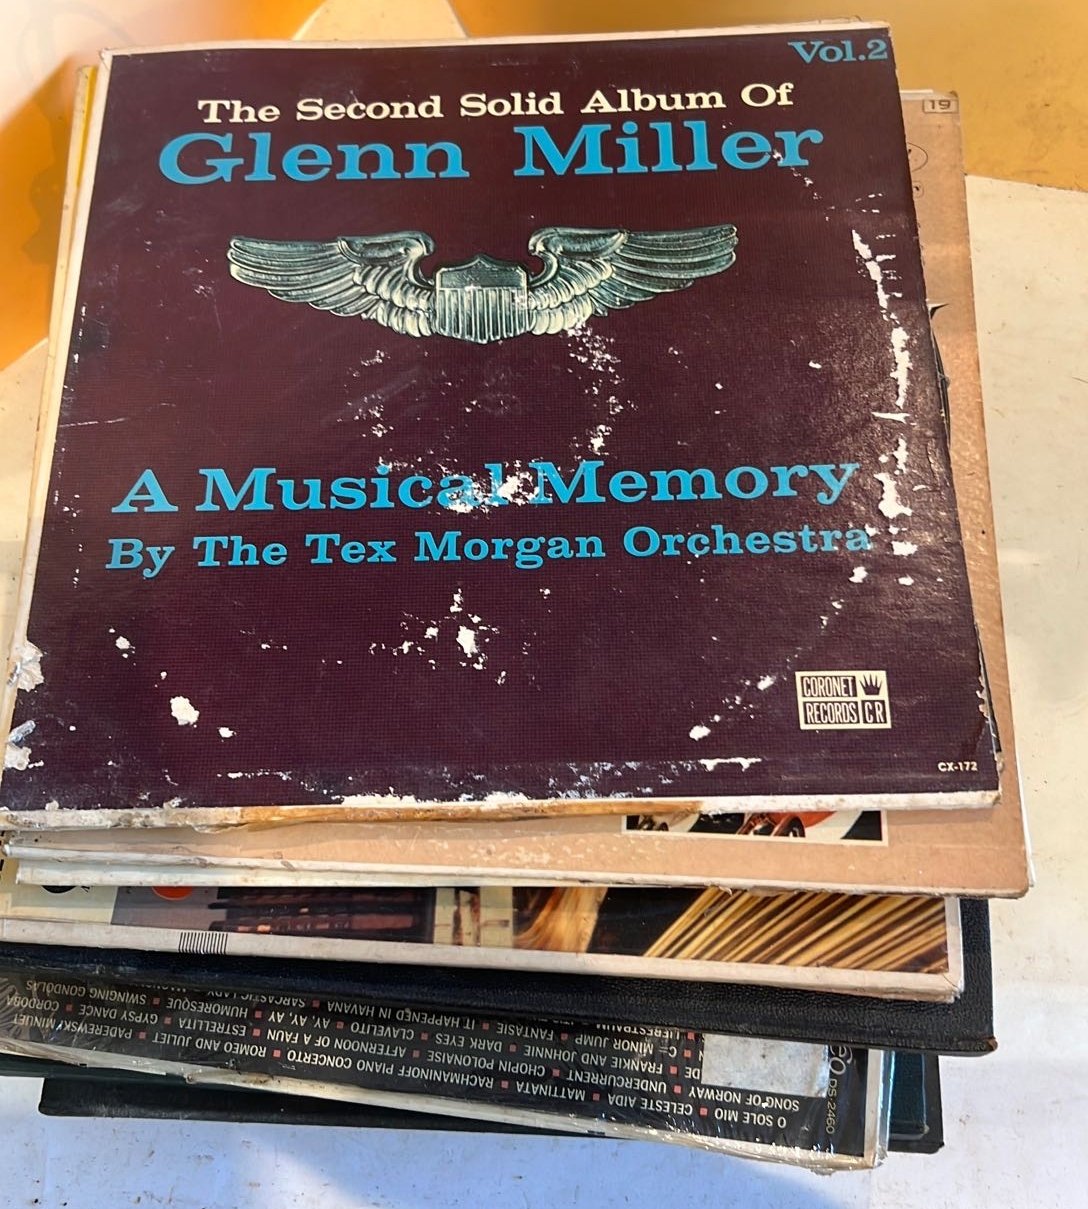 Vol.2
The Second Solid Album Of
Glenn Miller
A Musical Memory
By The Tex Morgan Orchestra
CORONET
RECORDS CR
CX-172
19
O SOLE MIO ▪ CELESTE AIDA ▪ MATTINATA ▪ RACHMANINOFF PIANO CONCERTO ▪ ROMEO AND JULIET ▪ PADEREWSKI MINUET
SONG OF NORWAY ▪ UNDERCURRENT ▪ CHOPIN POLONAISE ▪ AFTERNOON OF A FAUN ▪ ESTRELLITA ▪ GYPSY DANCE ▪ CORDOBA
FRANKIE AND JOHNNIE ▪ DARK EYES ▪ CLAVELITO ▪ AY, AY, AY ▪ HUMORESQUE ▪ SWINGING GONDOLAS
C# MINOR JUMP ▪ FANTASIE ▪ IT HAPPENED IN HAVANA ▪ SARCASTIC LADY
LIEBESTRAUM
DS-2460